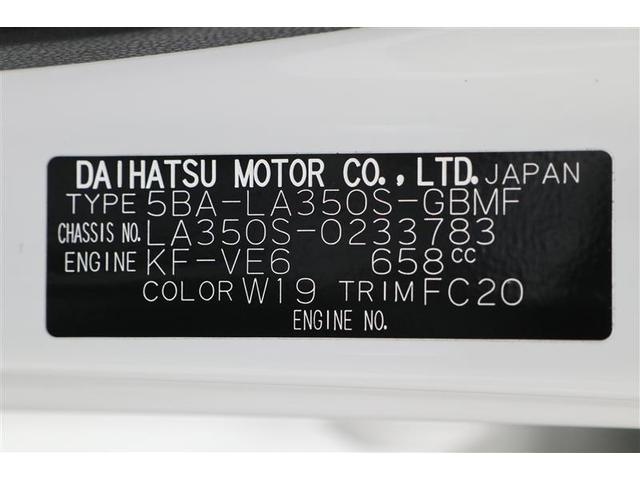 DAIHATSU MOTOR CO.,LTD. JAPAN
TYPE 5BA-LA350S-GBMF
CHASSIS NO. LA350S-0233783
ENGINE KF-VE6 658cc
COLOR W19 TRIM FC20
ENGINE NO.